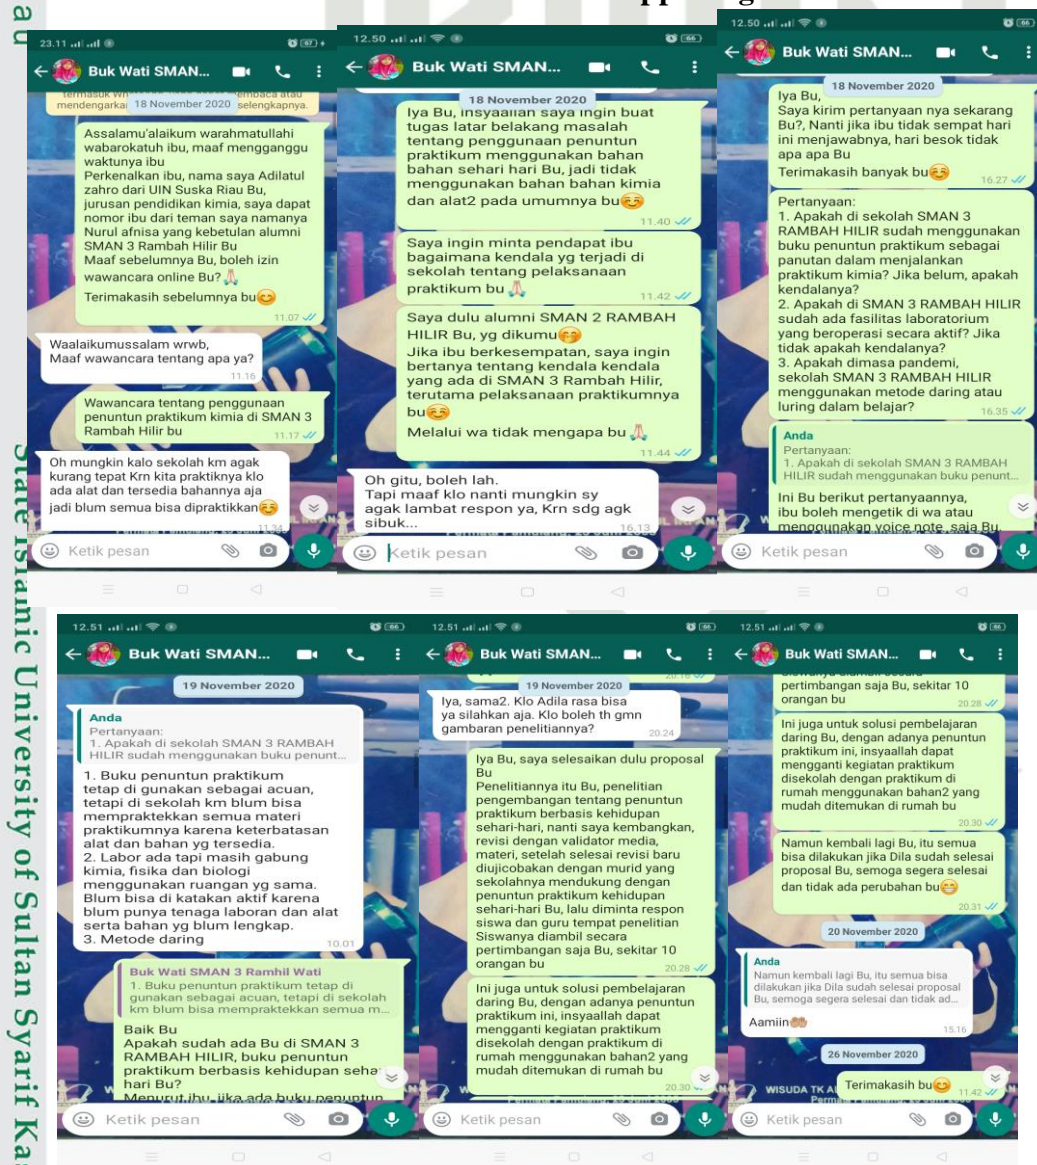 au
State Islamic University of Sultan Syarif Kas
23.11
67
Buk Wati SMAN...
mendengarkan
18 November 2020
selengkapnya.
Assalamu'alaikum warahmatullahi
wabarokatuh ibu, maaf mengganggu
waktunya ibu
Perkenalkan ibu, nama saya Adilatul
zahro dari UIN Suska Riau Bu,
jurusan pendidikan kimia, saya dapat
nomor ibu dari teman saya namanya
Nurul afnisa yang kebetulan alumni
SMAN 3 Rambah Hilir Bu
Maaf sebelumnya Bu, boleh izin
wawancara online Bu?🙏
Terimakasih sebelumnya bu😊
11.07
Waalaikumussalam wrwb,
Maaf wawancara tentang apa ya?
11.16
Wawancara tentang penggunaan
penuntun praktikum kimia di SMAN 3
Rambah Hilir bu
11.17
Oh mungkin kalo sekolah km agak
kurang tepat Krn kita praktiknya klo
ada alat dan tersedia bahannya aja
jadi blum semua bisa dipraktikkan😊
11.34
Ketik pesan
12.50
66
Buk Wati SMAN...
18 November 2020
Iya Bu, insyaallah saya ingin buat
tugas latar belakang masalah
tentang penggunaan penuntun
praktikum menggunakan bahan
bahan sehari hari Bu, jadi tidak
menggunakan bahan bahan kimia
dan alat2 pada umumnya bu😊
11.40
Saya ingin minta pendapat ibu
bagaimana kendala yg terjadi di
sekolah tentang pelaksanaan
praktikum bu🙏
11.42
Saya dulu alumni SMAN 2 RAMBAH
HILIR Bu, yg dikumu🤭
Jika ibu berkesempatan, saya ingin
bertanya tentang kendala kendala
yang ada di SMAN 3 Rambah Hilir,
terutama pelaksanaan praktikumnya
bu😊
Melalui wa tidak mengapa bu🙏
11.44
Oh gitu, boleh lah.
Tapi maaf klo nanti mungkin sy
agak lambat respon ya, Krn sdg agk
sibuk...
16.13
Ketik pesan
12.50
66
Buk Wati SMAN...
18 November 2020
Iya Bu,
Saya kirim pertanyaan nya sekarang
Bu?, Nanti jika ibu tidak sempat hari
ini menjawabnya, hari besok tidak
apa apa Bu
Terimakasih banyak bu😊
16.27
Pertanyaan:
1. Apakah di sekolah SMAN 3
RAMBAH HILIR sudah menggunakan
buku penuntun praktikum sebagai
panutan dalam menjalankan
praktikum kimia? Jika belum, apakah
kendalanya?
2. Apakah di SMAN 3 RAMBAH HILIR
sudah ada fasilitas laboratorium
yang beroperasi secara aktif? Jika
tidak apakah kendalanya?
3. Apakah dimasa pandemi,
sekolah SMAN 3 RAMBAH HILIR
menggunakan metode daring atau
luring dalam belajar?
16.35
Anda
Pertanyaan:
1. Apakah di sekolah SMAN 3 RAMBAH
HILIR sudah menggunakan buku penunt...
Ini Bu berikut pertanyaannya,
ibu boleh mengetik di wa atau
menggunakan voice note saja Bu.
Ketik pesan
12.51
66
Buk Wati SMAN...
19 November 2020
Anda
Pertanyaan:
1. Apakah di sekolah SMAN 3 RAMBAH
HILIR sudah menggunakan buku penunt...
1. Buku penuntun praktikum
tetap di gunakan sebagai acuan,
tetapi di sekolah km blum bisa
mempraktekkan semua materi
praktikumnya karena keterbatasan
alat dan bahan yg tersedia.
2. Labor ada tapi masih gabung
kimia, fisika dan biologi
menggunakan ruangan yg sama.
Blum bisa di katakan aktif karena
blum punya tenaga laboran dan alat
serta bahan yg blum lengkap.
3. Metode daring
10.01
Buk Wati SMAN 3 Ramhil Wati
1. Buku penuntun praktikum tetap di
gunakan sebagai acuan, tetapi di sekolah
km blum bisa mempraktekkan semua m...
Baik Bu
Apakah sudah ada Bu di SMAN 3
RAMBAH HILIR, buku penuntun
praktikum berbasis kehidupan sehari
hari Bu?
Menurut ibu, jika ada buku penuntun
Ketik pesan
12.51
66
Buk Wati SMAN...
19 November 2020
Iya, sama2. Klo Adila rasa bisa
ya silahkan aja. Klo boleh th gmn
gambaran penelitiannya?
20.24
Iya Bu, saya selesaikan dulu proposal
Bu
Penelitiannya itu Bu, penelitian
pengembangan tentang penuntun
praktikum berbasis kehidupan
sehari-hari, nanti saya kembangkan,
revisi dengan validator media,
materi, setelah selesai revisi baru
diujicobakan dengan murid yang
sekolahnya mendukung dengan
penuntun praktikum kehidupan
sehari-hari Bu, lalu diminta respon
siswa dan guru tempat penelitian
Siswanya diambil secara
pertimbangan saja Bu, sekitar 10
orangan bu
20.28
Ini juga untuk solusi pembelajaran
daring Bu, dengan adanya penuntun
praktikum ini, insyaallah dapat
mengganti kegiatan praktikum
disekolah dengan praktikum di
rumah menggunakan bahan2 yang
mudah ditemukan di rumah bu
20.30
Ketik pesan
12.51
66
Buk Wati SMAN...
pertimbangan saja Bu, sekitar 10
orangan bu
20.28
Ini juga untuk solusi pembelajaran
daring Bu, dengan adanya penuntun
praktikum ini, insyaallah dapat
mengganti kegiatan praktikum
disekolah dengan praktikum di
rumah menggunakan bahan2 yang
mudah ditemukan di rumah bu
20.30
Namun kembali lagi Bu, itu semua
bisa dilakukan jika Dila sudah selesai
proposal Bu, semoga segera selesai
dan tidak ada perubahan bu😁
20.31
20 November 2020
Anda
Namun kembali lagi Bu, itu semua bisa
dilakukan jika Dila sudah selesai proposal
Bu, semoga segera selesai dan tidak ad...
Aamiin🤲
15.16
26 November 2020
Terimakasih bu😊
11.42
WISUDA TK
Ketik pesan